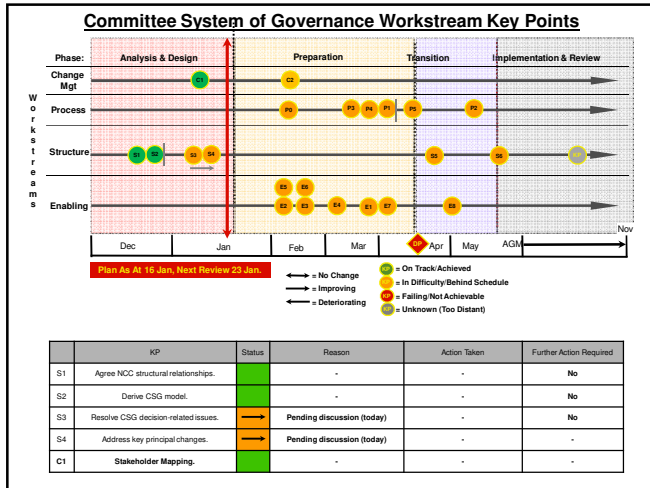 Committee System of Governance Workstream Key Points
Phase: Analysis & Design Preparation Transition Implementation & Review
Workstreams
Change Mgt
C1 C2
Process
P0 P3 P4 P1 P5 P2
Structure
S1 S2 S3 S4 S5 S6 KP
Enabling
E5 E6
E2 E3 E4 E1 E7 E8
Nov
Dec Jan Feb Mar DP Apr May AGM
Plan As At 16 Jan, Next Review 23 Jan.
= No Change
= Improving
= Deteriorating
KP = On Track/Achieved
KP = In Difficulty/Behind Schedule
KP = Failing/Not Achievable
KP = Unknown (Too Distant)
KP Status Reason Action Taken Further Action Required
S1 Agree NCC structural relationships. - - No
S2 Derive CSG model. - - No
S3 Resolve CSG decision-related issues. Pending discussion (today) - No
S4 Address key principal changes. Pending discussion (today) - -
C1 Stakeholder Mapping. - - No